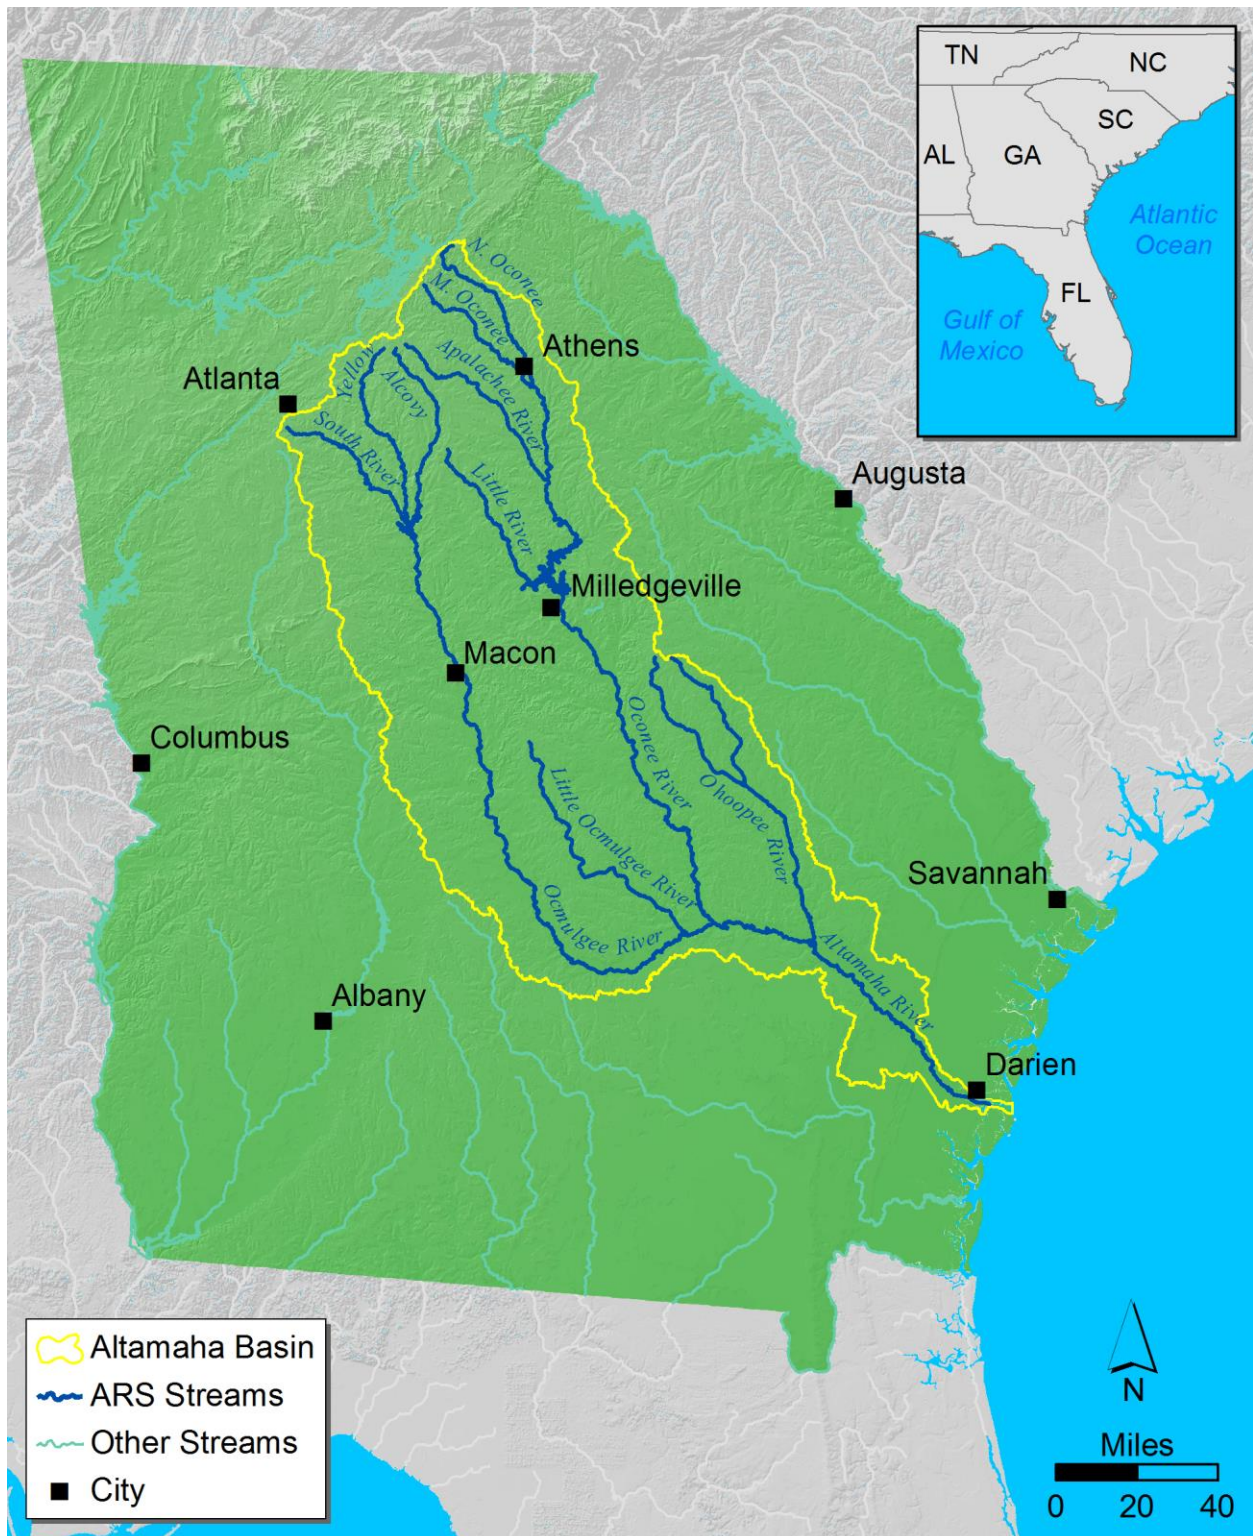 TN
NC
SC
AL
GA
Atlantic
Ocean
FL
Gulf of
Mexico
N. Oconee
M. Oconee
Athens
Apalachee River
Yellow
Alcovy
Atlanta
South River
Little River
Augusta
Milledgeville
Macon
Columbus
Oconee River
Ohoopee River
Little Ocmulgee River
Savannah
Ocmulgee River
Altamaha River
Albany
Darien
Altamaha Basin
ARS Streams
Other Streams
City
N
Miles
0 20 40